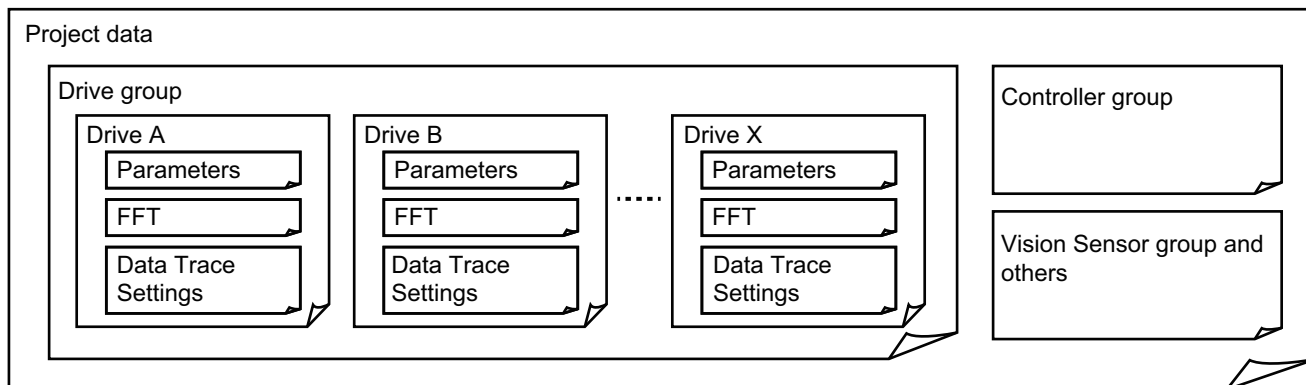 Project data
Drive group
Drive A
Parameters
FFT
Data Trace
Settings
Drive B
Parameters
FFT
Data Trace
Settings
Drive X
Parameters
FFT
Data Trace
Settings
Controller group
Vision Sensor group and
others